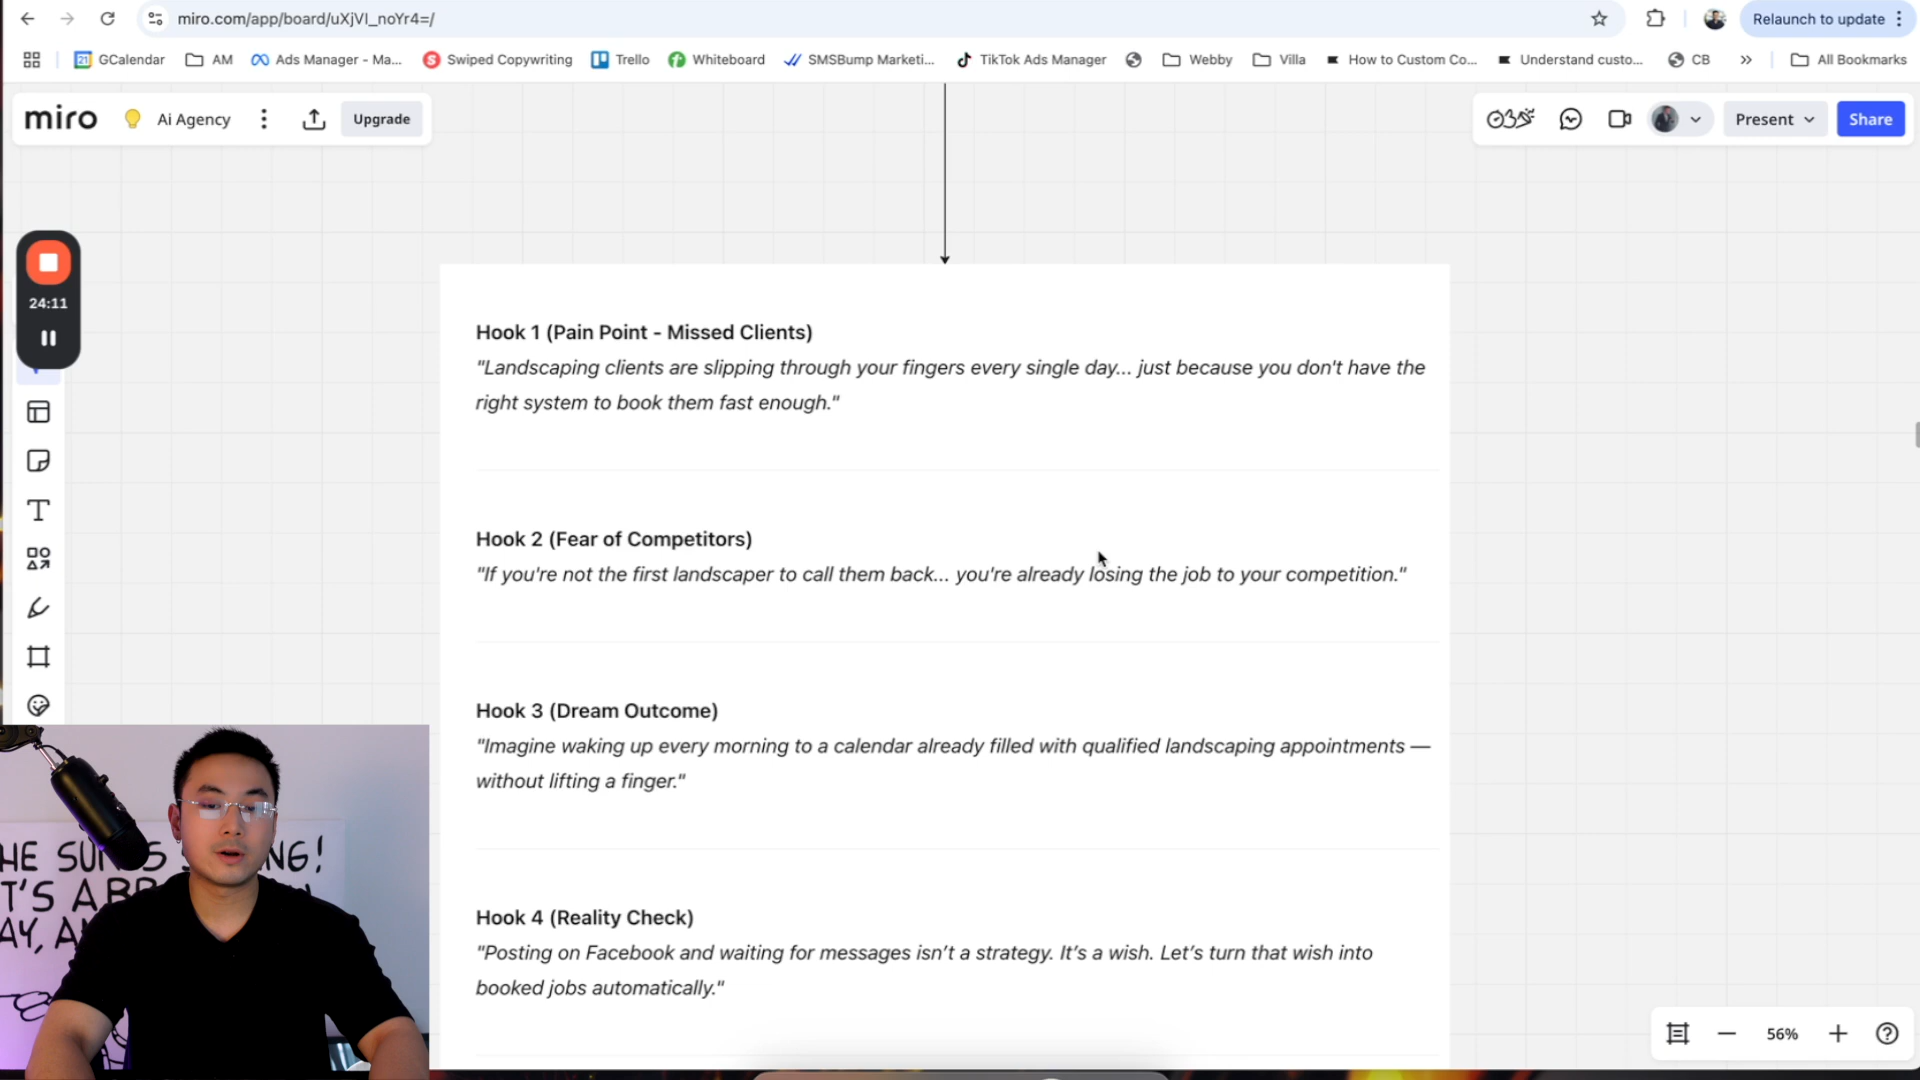 miro.com/app/board/uXjVI_noYr4=/
Relaunch to update
GCalendar
AM
Ads Manager - Ma...
Swiped Copywriting
Trello
Whiteboard
SMSBump Marketi...
TikTok Ads Manager
Webby
Villa
How to Custom Co...
Understand custo...
CB
All Bookmarks
miro
Ai Agency
Upgrade
Present
Share
24:11
Hook 1 (Pain Point - Missed Clients)
"Landscaping clients are slipping through your fingers every single day... just because you don't have the
right system to book them fast enough."
Hook 2 (Fear of Competitors)
"If you're not the first landscaper to call them back... you're already losing the job to your competition."
Hook 3 (Dream Outcome)
"Imagine waking up every morning to a calendar already filled with qualified landscaping appointments —
without lifting a finger."
Hook 4 (Reality Check)
"Posting on Facebook and waiting for messages isn’t a strategy. It’s a wish. Let’s turn that wish into
booked jobs automatically."
56%